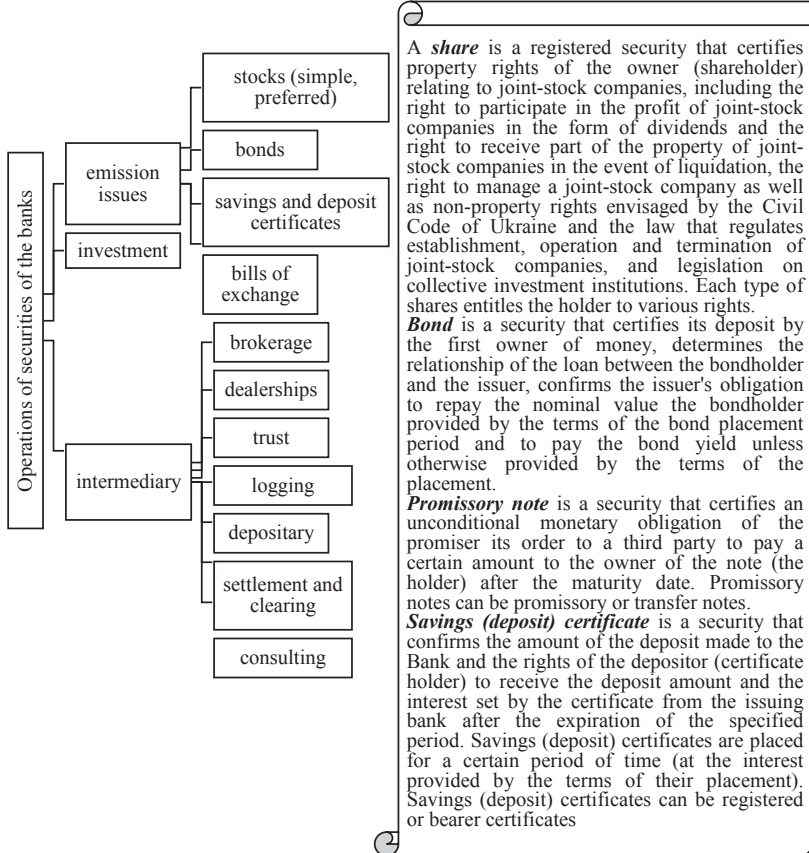 Operations of securities of the banks
emission
issues
investment
intermediary
stocks (simple,
preferred)
bonds
savings and deposit
certificates
bills of
exchange
brokerage
dealerships
trust
logging
depositary
settlement and
clearing
consulting
A share is a registered security that certifies
property rights of the owner (shareholder)
relating to joint-stock companies, including the
right to participate in the profit of joint-stock
companies in the form of dividends and the
right to receive part of the property of joint-
stock companies in the event of liquidation, the
right to manage a joint-stock company as well
as non-property rights envisaged by the Civil
Code of Ukraine and the law that regulates
establishment, operation and termination of
joint-stock companies, and legislation on
collective investment institutions. Each type of
shares entitles the holder to various rights.
Bond is a security that certifies its deposit by
the first owner of money, determines the
relationship of the loan between the bondholder
and the issuer, confirms the issuer's obligation
to repay the nominal value the bondholder
provided by the terms of the bond placement
period and to pay the bond yield unless
otherwise provided by the terms of the
placement.
Promissory note is a security that certifies an
unconditional monetary obligation of the
promiser its order to a third party to pay a
certain amount to the owner of the note (the
holder) after the maturity date. Promissory
notes can be promissory or transfer notes.
Savings (deposit) certificate is a security that
confirms the amount of the deposit made to the
Bank and the rights of the depositor (certificate
holder) to receive the deposit amount and the
interest set by the certificate from the issuing
bank after the expiration of the specified
period. Savings (deposit) certificates are placed
for a certain period of time (at the interest
provided by the terms of their placement).
Savings (deposit) certificates can be registered
or bearer certificates